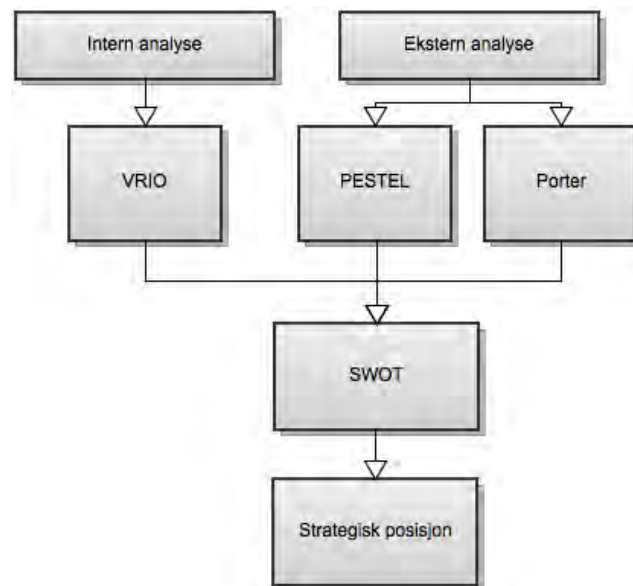 Intern analyse
Ekstern analyse
VRIO
PESTEL
Porter
SWOT
Strategisk posisjon